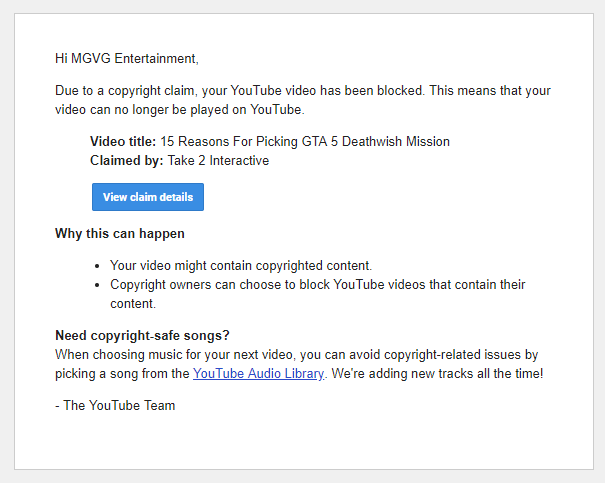 Hi MGVG Entertainment,
Due to a copyright claim, your YouTube video has been blocked. This means that your
video can no longer be played on YouTube.
Video title: 15 Reasons For Picking GTA 5 Deathwish Mission
Claimed by: Take 2 Interactive
View claim details
Why this can happen
• Your video might contain copyrighted content.
• Copyright owners can choose to block YouTube videos that contain their
content.
Need copyright-safe songs?
When choosing music for your next video, you can avoid copyright-related issues by
picking a song from the YouTube Audio Library. We're adding new tracks all the time!
- The YouTube Team